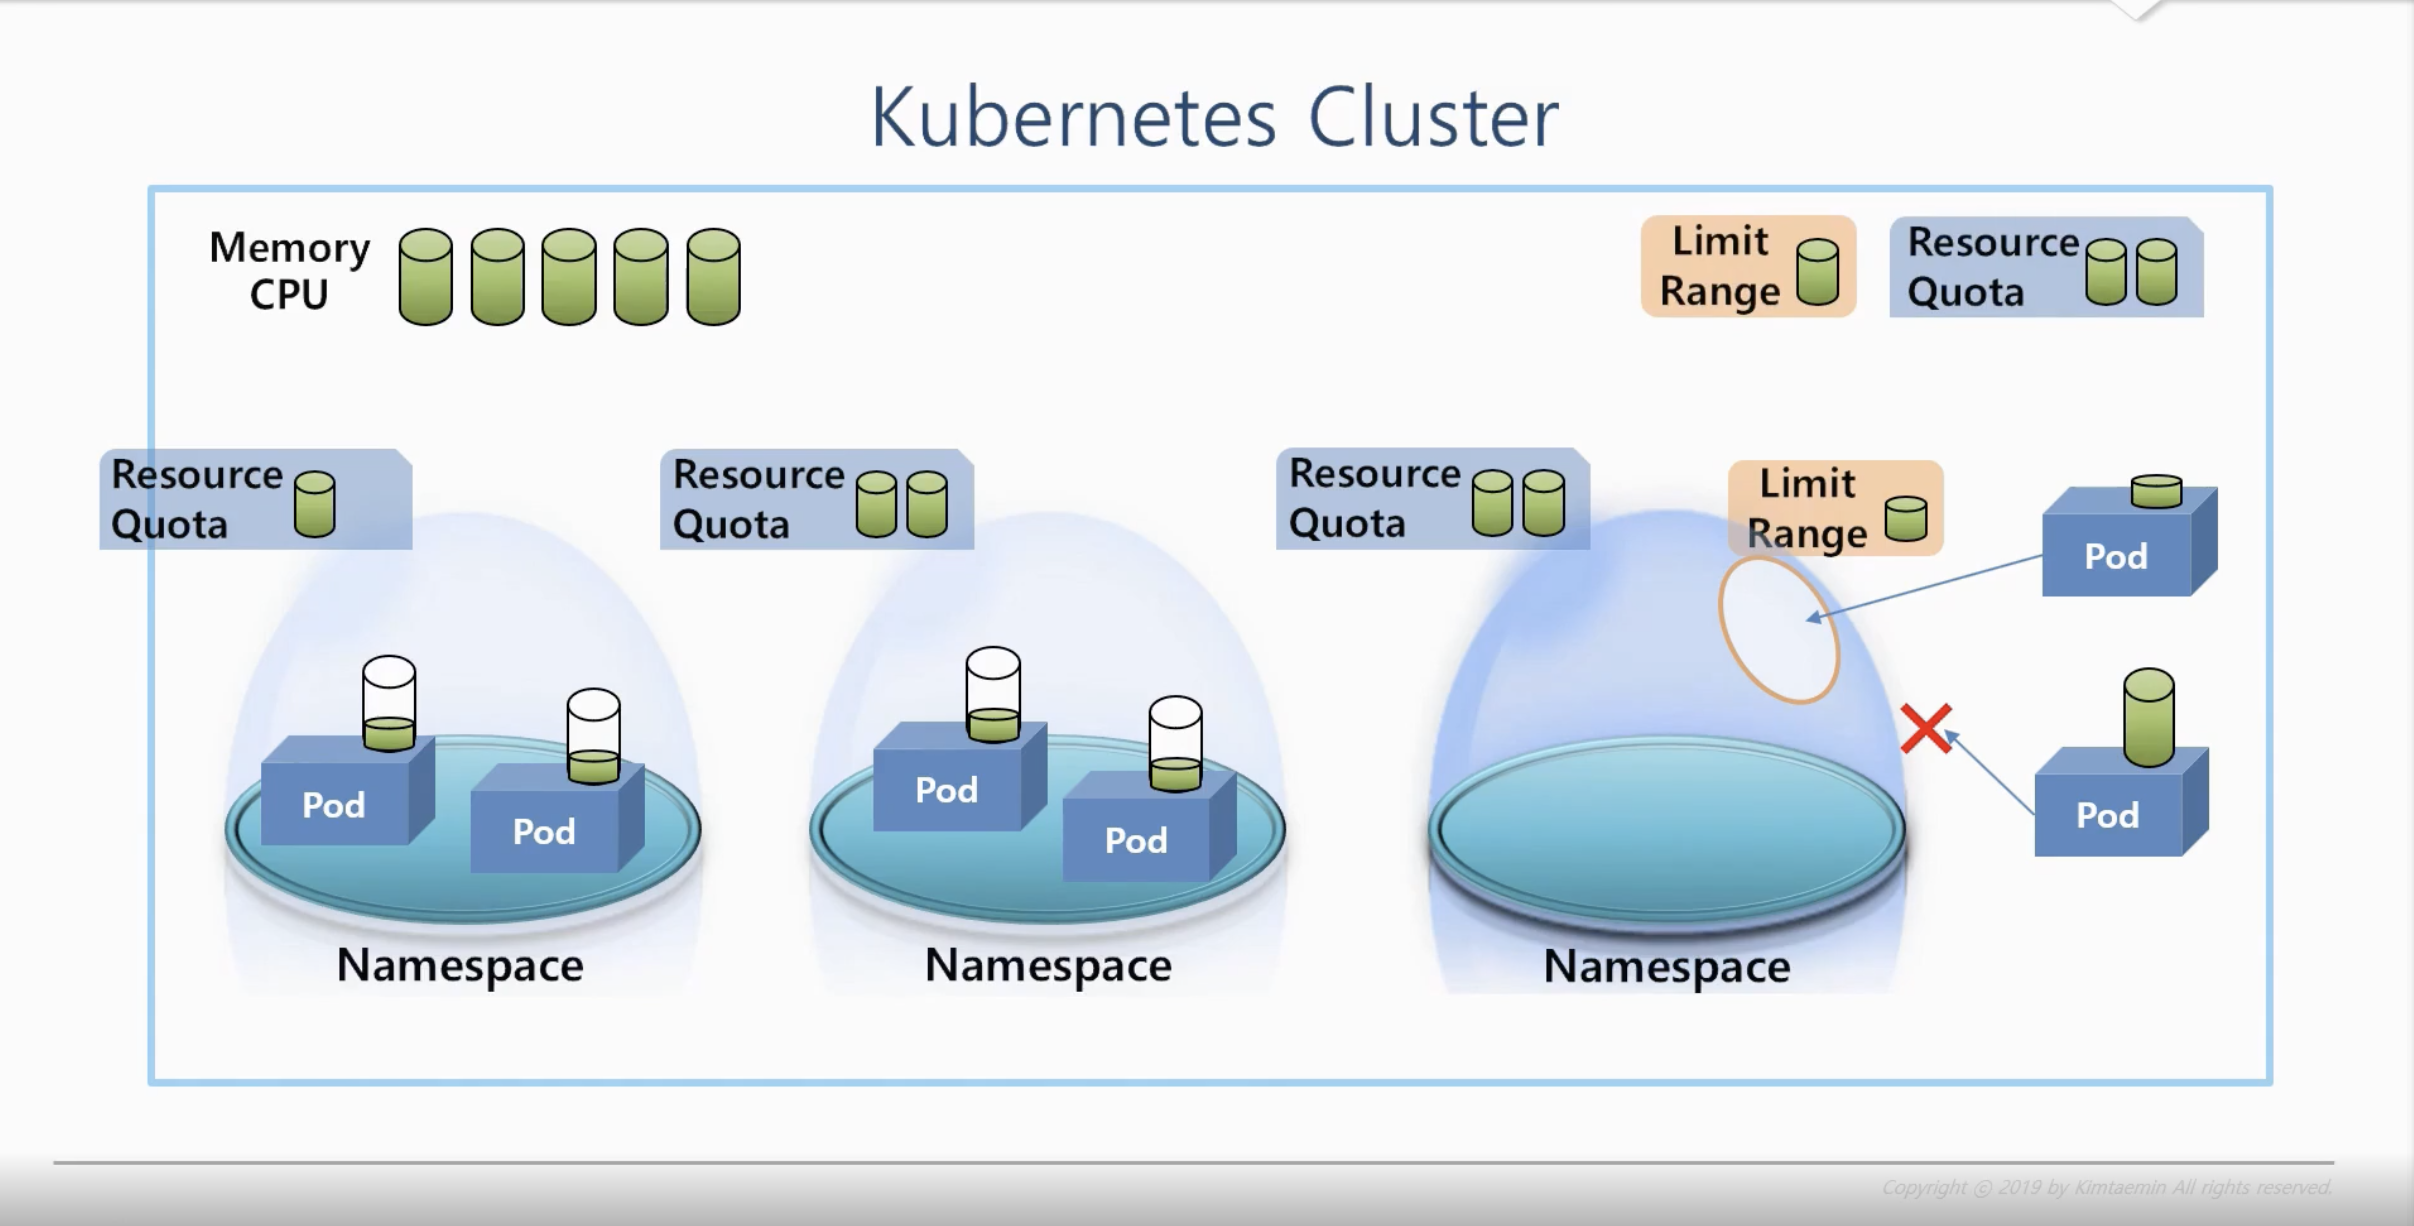 Kubernetes Cluster
Memory
CPU
Limit
Range
Resource
Quota
Resource
Quota
Resource
Quota
Resource
Quota
Limit
Range
Pod
Pod
Pod
Pod
Pod
Pod
Namespace
Namespace
Namespace
Copyright ⓒ 2019 by Kimtaemin All rights reserved.